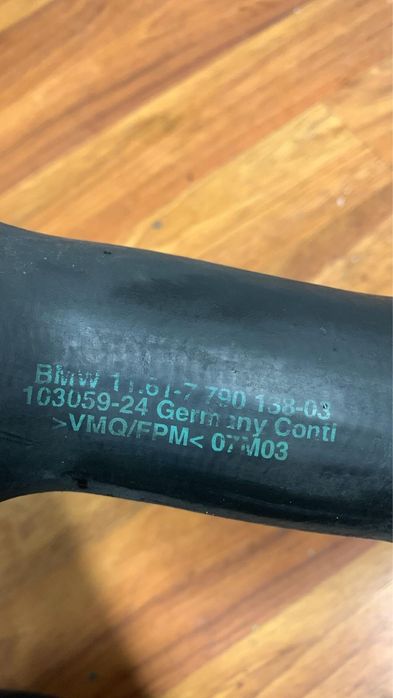 BMW 11.61-7 790 138-03
103059-24 Germany Conti
>VMQ/FPM< 07M03